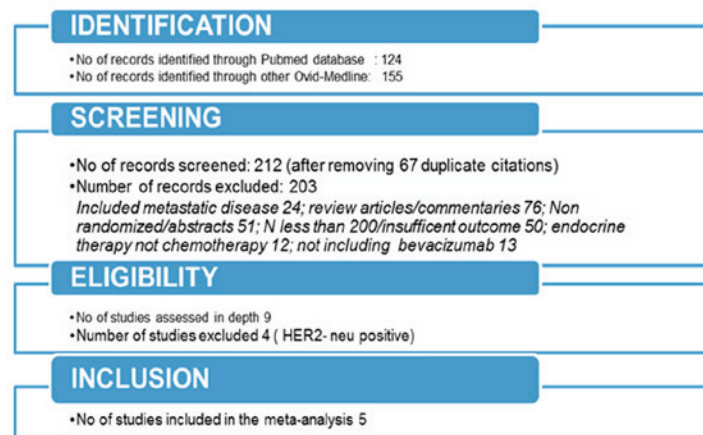 IDENTIFICATION
•No of records identified through Pubmed database : 124
•No of records identified through other Ovid-Medline: 155
SCREENING
•No of records screened: 212 (after removing 67 duplicate citations)
•Number of records excluded: 203
Included metastatic disease 24; review articles/commentaries 76; Non
randomized/abstracts 51; N less than 200/insufficent outcome 50; endocrine
therapy not chemotherapy 12; not including bevacizumab 13
ELIGIBILITY
•No of studies assessed in depth 9
•Number of studies excluded 4 ( HER2- neu positive)
INCLUSION
•No of studies included in the meta-analysis 5